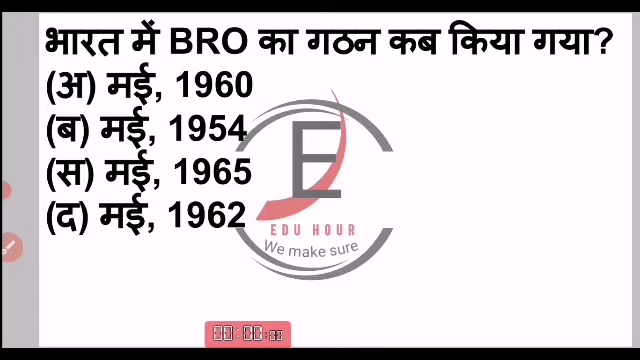 भारत में BRO का गठन कब किया गया?
(अ) मई, 1960
(ब) मई, 1954
(स) मई, 1965
(द) मई, 1962
E
EDU HOUR
We make sure